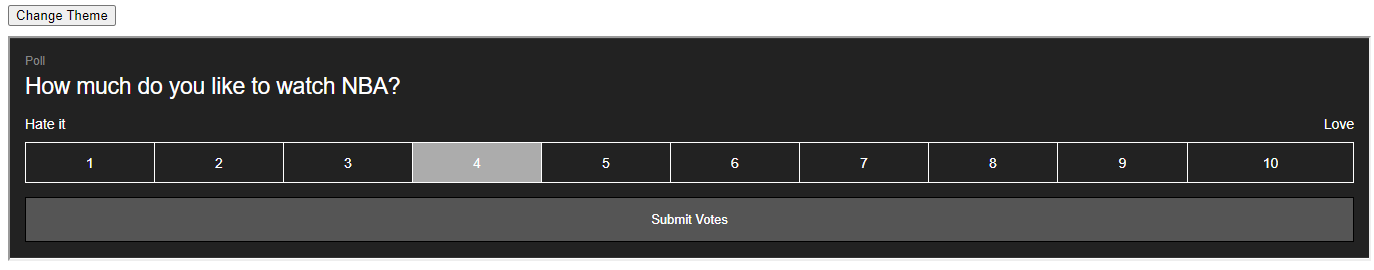 Change Theme
Poll
How much do you like to watch NBA?
Hate it Love
1 2 3 4 5 6 7 8 9 10
Submit Votes